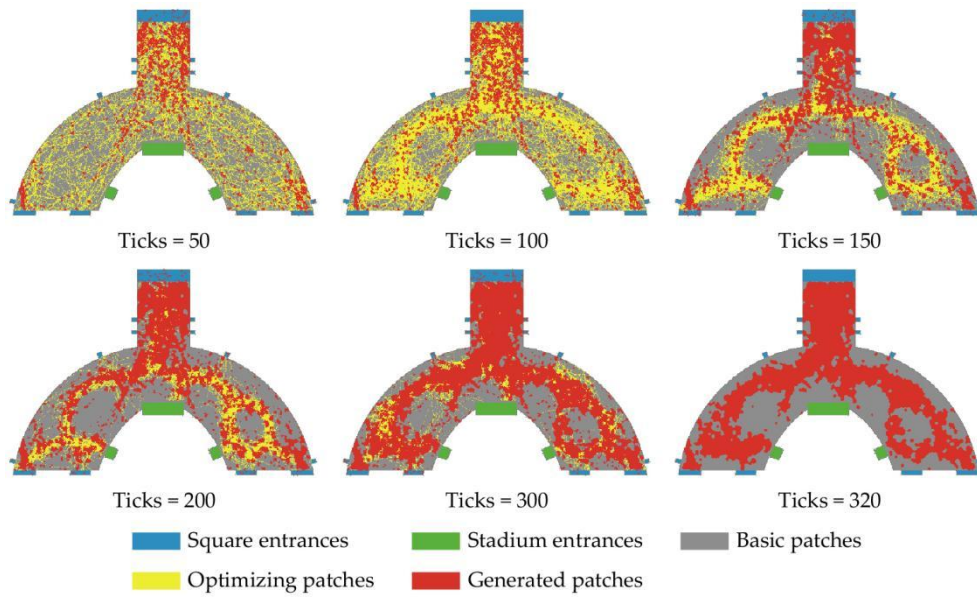 Ticks = 50
Ticks = 100
Ticks = 150
Ticks = 200
Ticks = 300
Ticks = 320
Square entrances
Stadium entrances
Basic patches
Optimizing patches
Generated patches